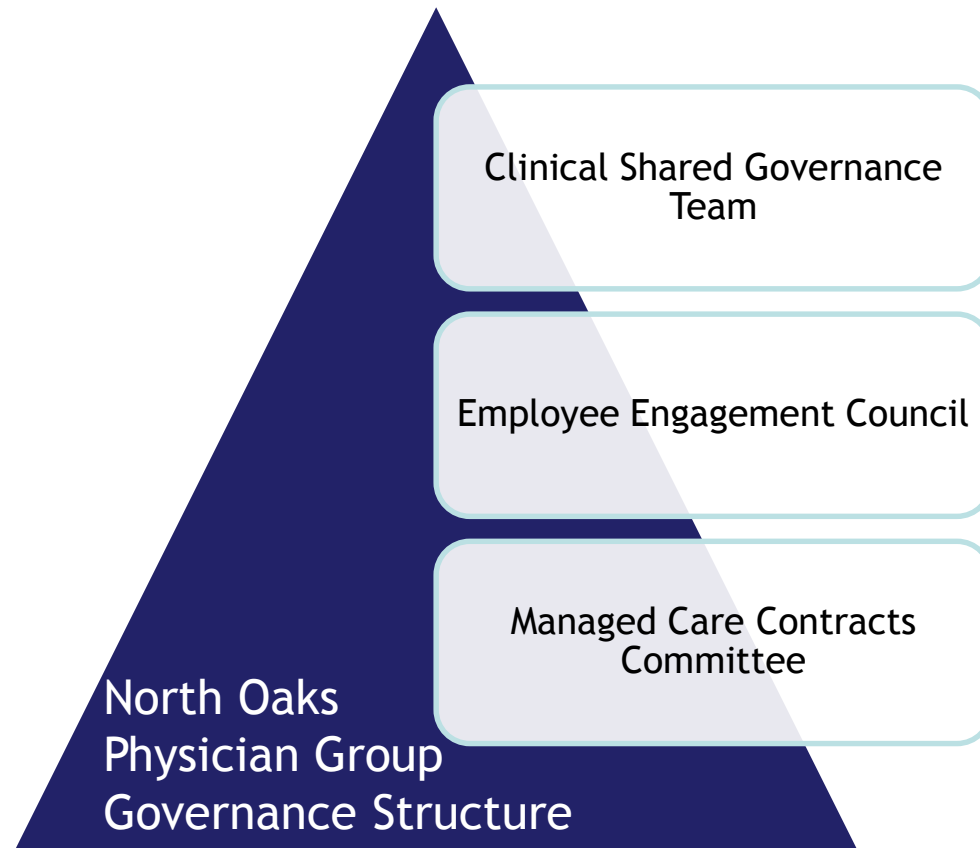 Clinical Shared Governance
Team
Employee Engagement Council
Managed Care Contracts
Committee
North Oaks
Physician Group
Governance Structure